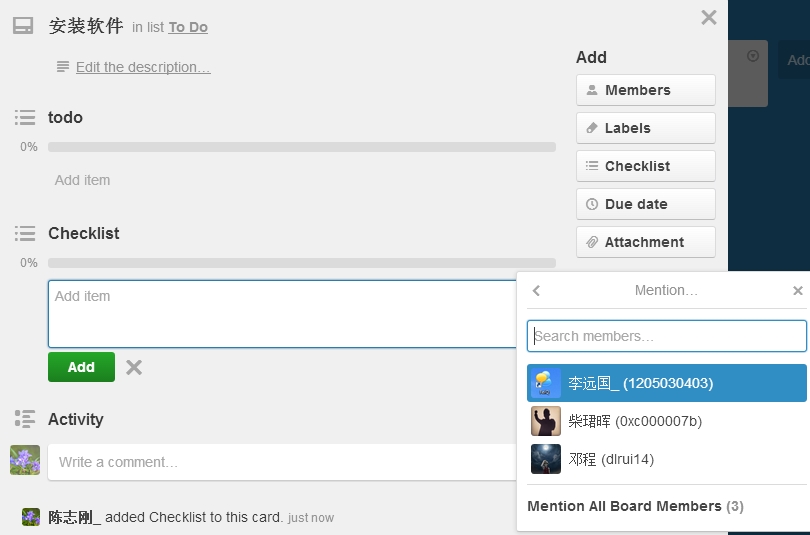 安装软件 in list To Do
Edit the description…
Add
Members
Labels
Checklist
Due date
Attachment
todo
0%
Add item
Checklist
0%
Add item
Add
Activity
Write a comment…
陈志刚_ added Checklist to this card. just now
Mention…
Search members…
李远国_ (1205030403)
柴珺晖 (0xc000007b)
邓程 (dlrui14)
Mention All Board Members (3)
Add